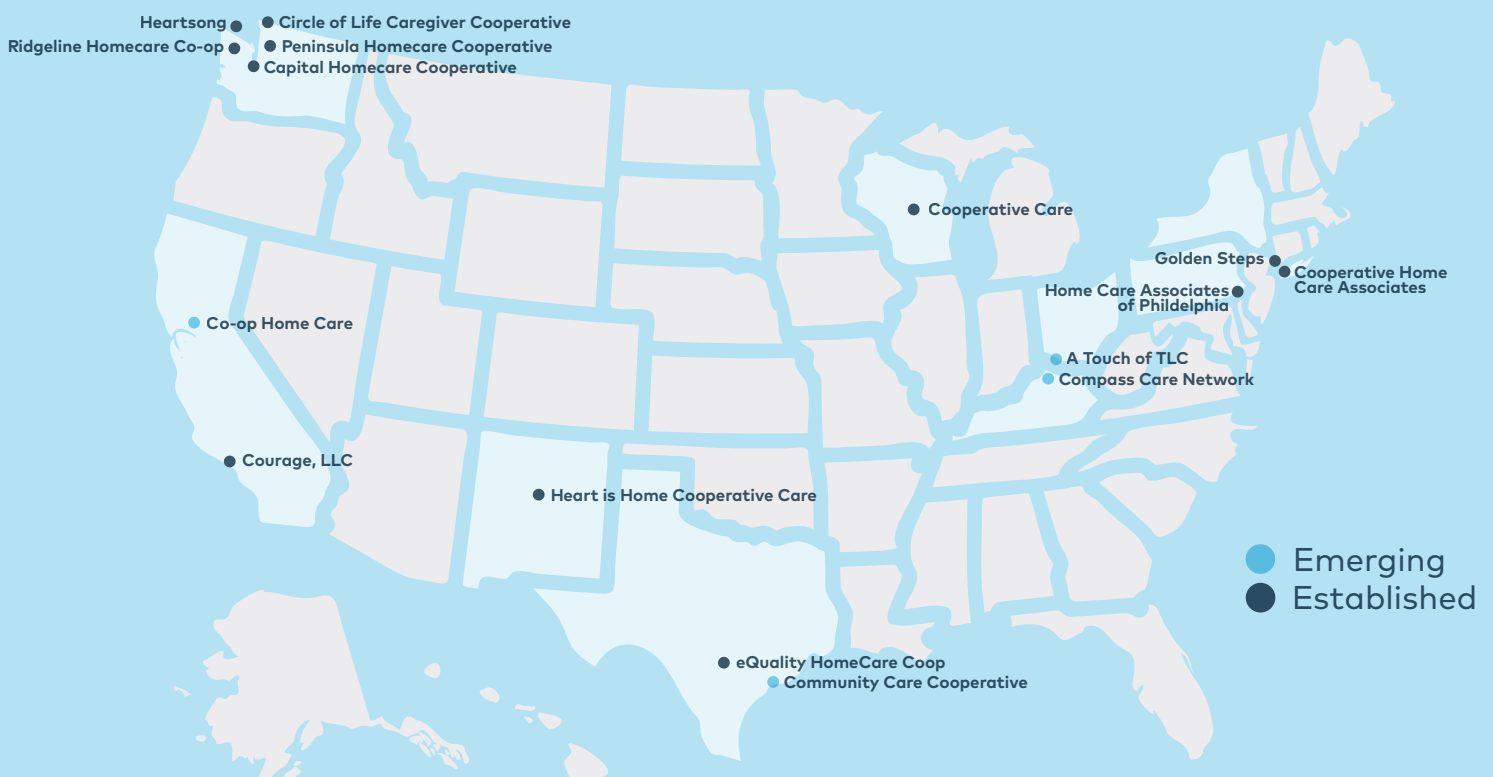 Heartsong
Circle of Life Caregiver Cooperative
Ridgeline Homecare Co-op
Peninsula Homecare Cooperative
Capital Homecare Cooperative
Cooperative Care
Golden Steps
Cooperative Home
Care Associates
Home Care Associates
of Phildelphia
Co-op Home Care
A Touch of TLC
Compass Care Network
Courage, LLC
Heart is Home Cooperative Care
Emerging
Established
eQuality HomeCare Coop
Community Care Cooperative